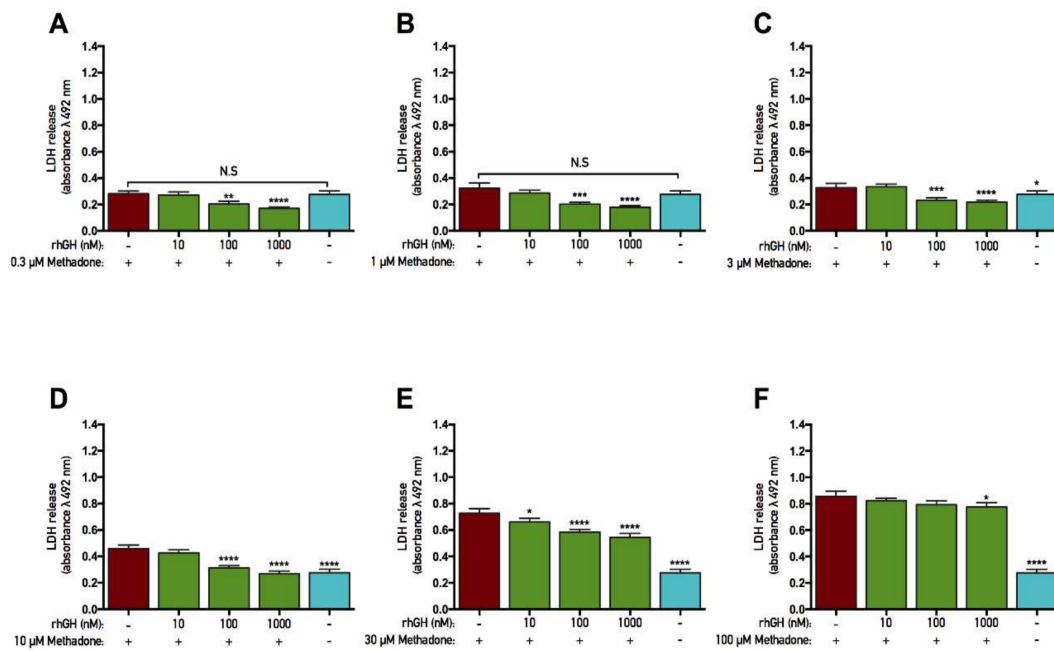 A
LDH release
(absorbance λ 492 nm
1.4
1.2
1.0
0.8
0.6
0.4
0.2
0.0
N.S
** ****
rhGH (nM): - 10 100 1000 -
0.3 µM Methadone: + + + + -
B
LDH release
(absorbance λ 492 nm
1.4
1.2
1.0
0.8
0.6
0.4
0.2
0.0
N.S
*** ****
rhGH (nM): - 10 100 1000 -
1 µM Methadone: + + + + -
C
LDH release
(absorbance λ 492 nm)
1.4
1.2
1.0
0.8
0.6
0.4
0.2
0.0
*** **** *
rhGH (nM): - 10 100 1000 -
3 µM Methadone: + + + + -
D
LDH release
(absorbance λ 492 nm)
1.4
1.2
1.0
0.8
0.6
0.4
0.2
0.0
**** **** ****
rhGH (nM): - 10 100 1000 -
10 µM Methadone: + + + + -
E
LDH release
(absorbance λ 492 nm)
1.4
1.2
1.0
0.8
0.6
0.4
0.2
0.0
* **** **** ****
rhGH (nM): - 10 100 1000 -
30 µM Methadone: + + + + -
F
LDH release
(absorbance λ 492 nm)
1.4
1.2
1.0
0.8
0.6
0.4
0.2
0.0
* ****
rhGH (nM): - 10 100 1000 -
100 µM Methadone: + + + + -